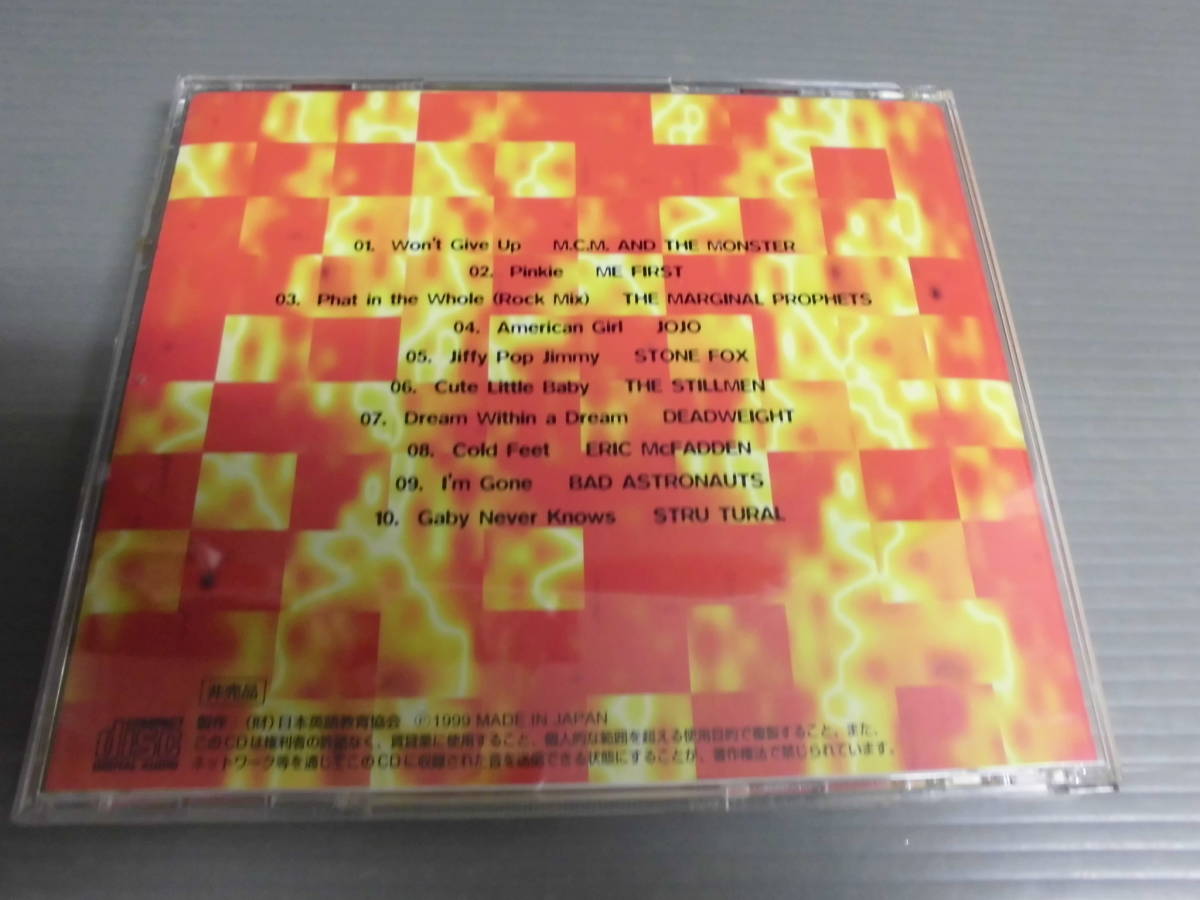 01. Won't Give Up M.C.M. AND THE MONSTER
02. Pinkie ME FIRST
03. Phat in the Whole (Rock Mix) THE MARGINAL PROPHETS
04. American Girl JOJO
05. Jiffy Pop Jimmy STONE FOX
06. Cute Little Baby THE STILLMEN
07. Dream Within a Dream DEADWEIGHT
08. Cold Feet ERIC McFADDEN
09. I'm Gone BAD ASTRONAUTS
10. Gaby Never Knows STRU TURAL
非売品
製作 (財)日本英語教育協会 ℗1999 MADE IN JAPAN
このCDは権利者の許諾なく、賃貸業に使用すること、個人的な範囲を超える使用目的で複製すること、また、
ネットワーク等を通じてこのCDに収録された音を送信できる状態にすることが、著作権法で禁じられています。
COMPACT
disc
DIGITAL AUDIO